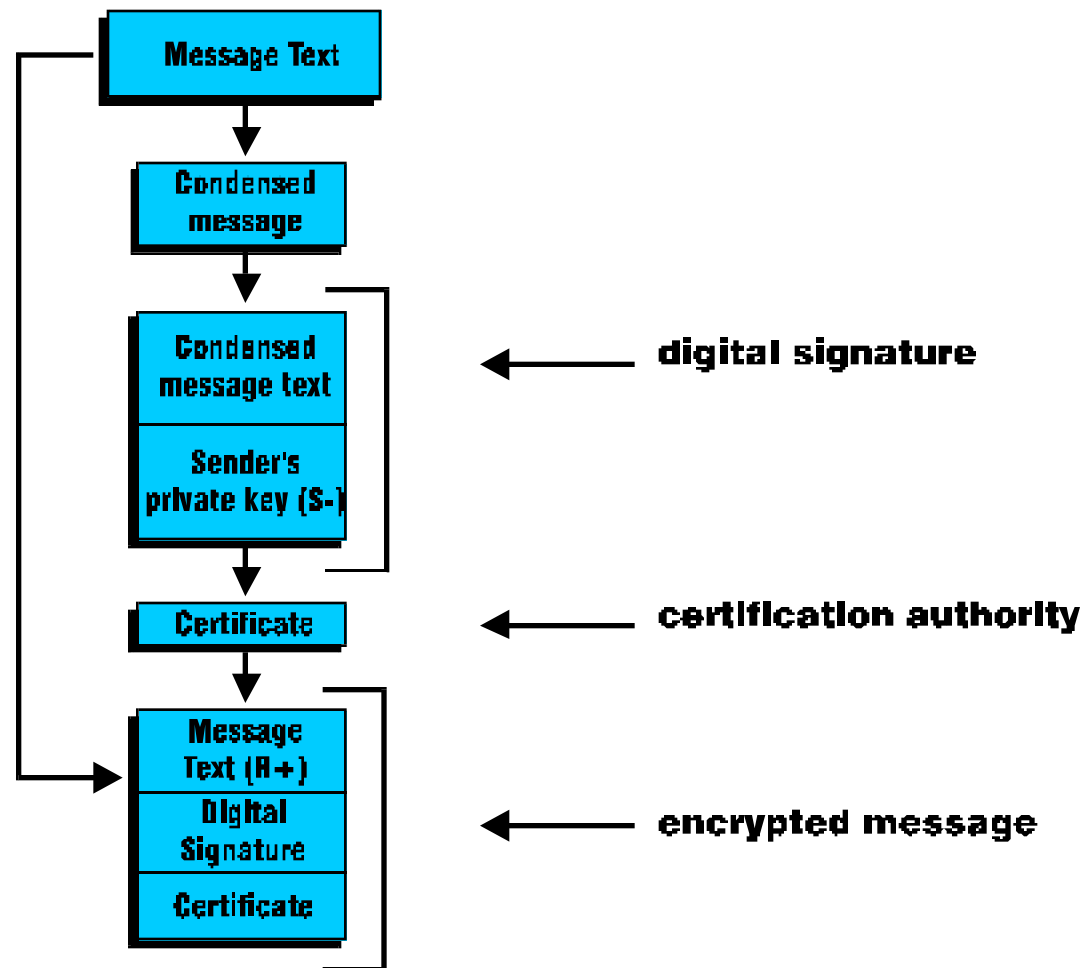 Message Text
Condensed
message
Condensed
message text
digital signature
Sender's
private key (S-)
Certificate
certification authority
Message
Text (R+)
Digital
Signature
encrypted message
Certificate